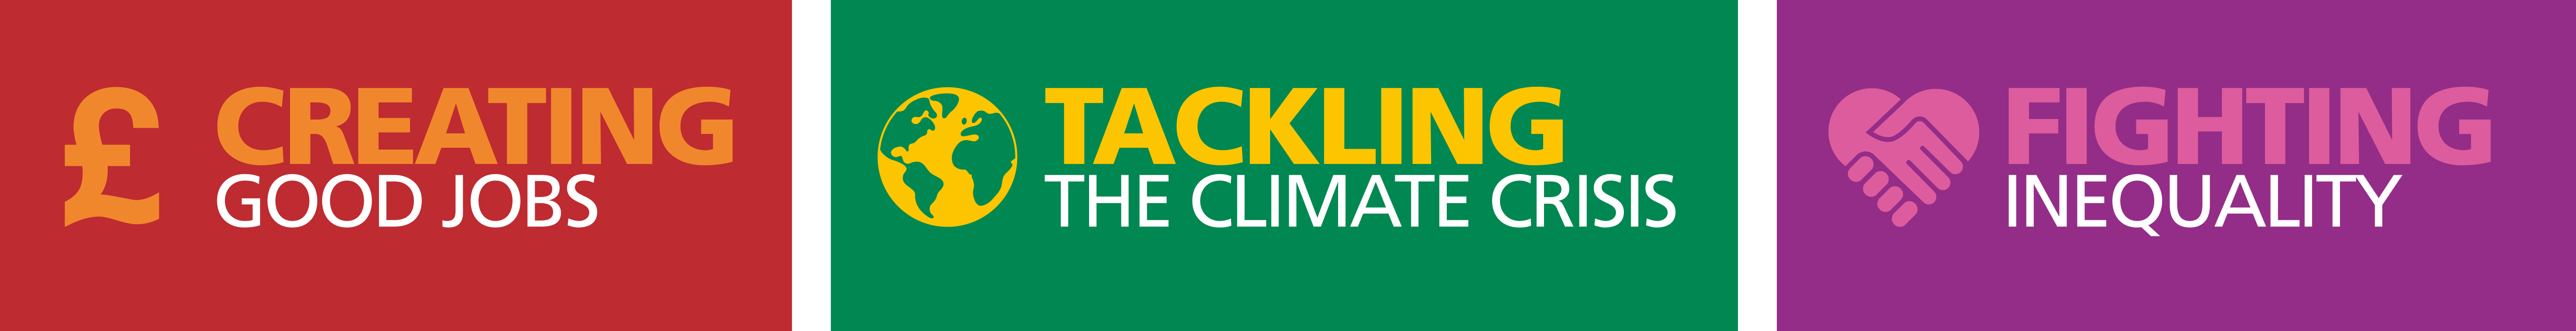 £
CREATING
GOOD JOBS
TACKLING
THE CLIMATE CRISIS
FIGHTING
INEQUALITY